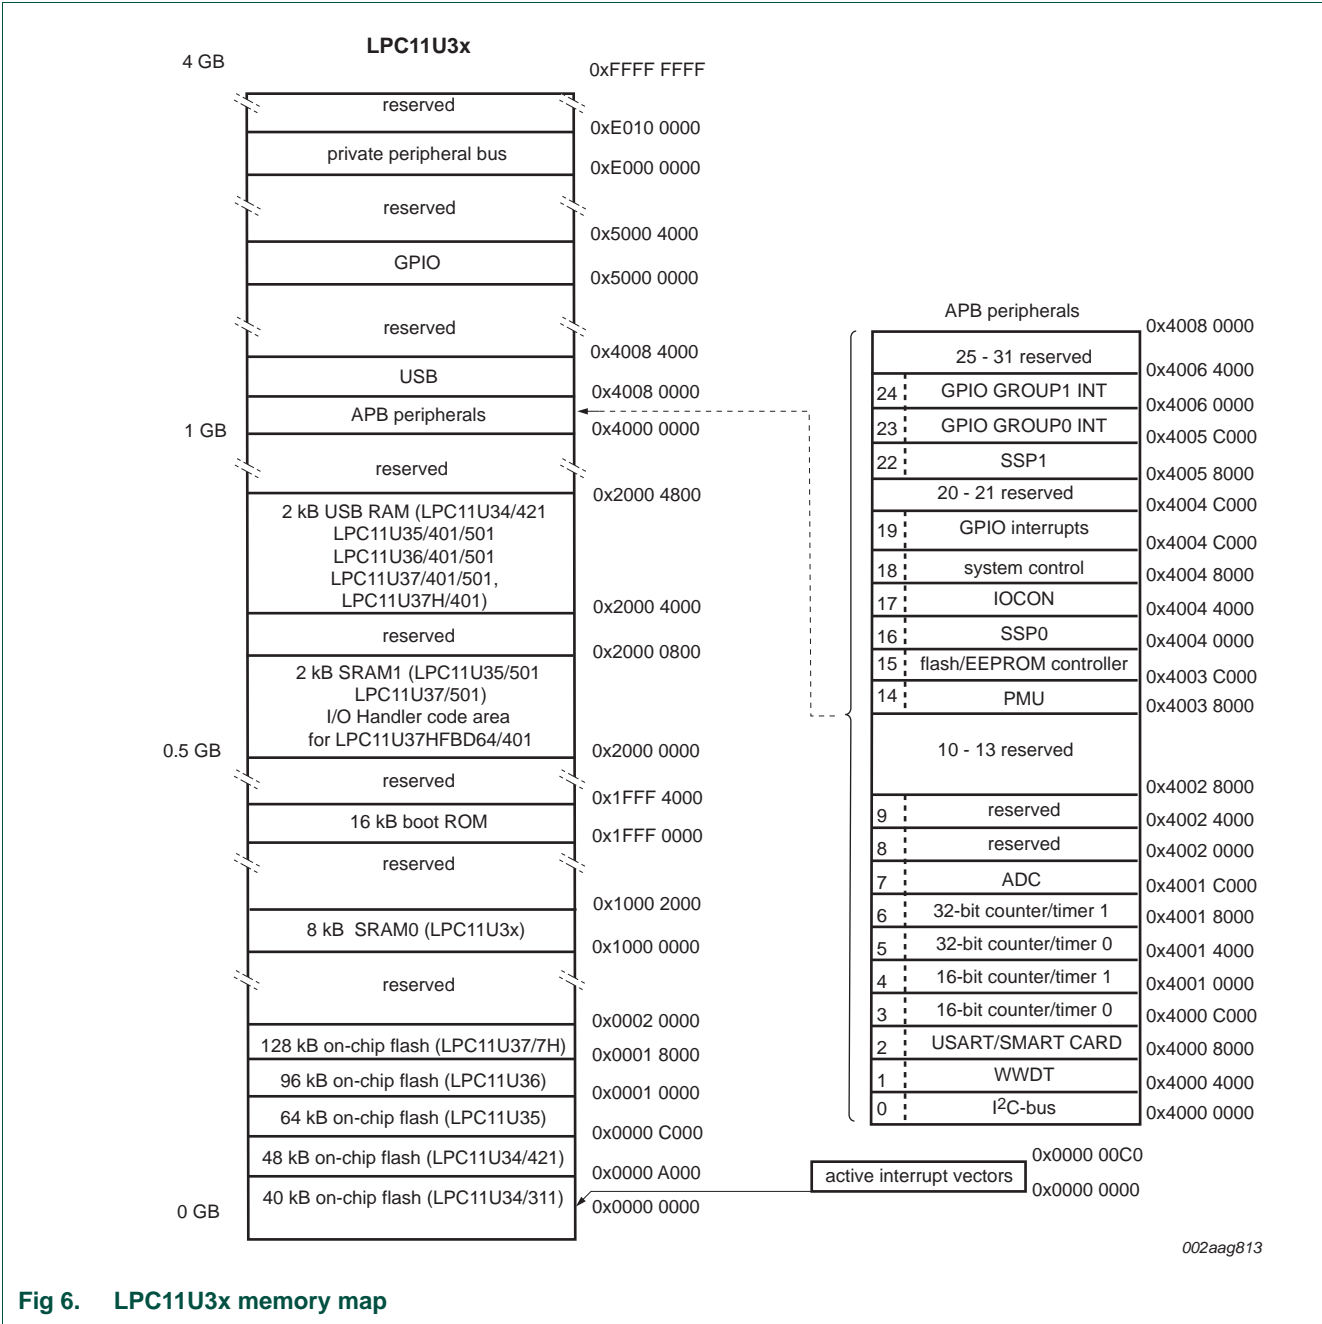 LPC11U3x
4 GB
0xFFFF FFFF
reserved
0xE010 0000
private peripheral bus
0xE000 0000
reserved
0x5000 4000
GPIO
0x5000 0000
reserved
0x4008 4000
USB
0x4008 0000
APB peripherals
1 GB
0x4000 0000
reserved
0x2000 4800
2 kB USB RAM (LPC11U34/421
LPC11U35/401/501
LPC11U36/401/501
LPC11U37/401/501,
LPC11U37H/401)
0x2000 4000
reserved
0x2000 0800
2 kB SRAM1 (LPC11U35/501
LPC11U37/501)
I/O Handler code area
for LPC11U37HFBD64/401
0.5 GB
0x2000 0000
reserved
0x1FFF 4000
16 kB boot ROM
0x1FFF 0000
reserved
0x1000 2000
8 kB SRAM0 (LPC11U3x)
0x1000 0000
reserved
0x0002 0000
128 kB on-chip flash (LPC11U37/7H)
0x0001 8000
96 kB on-chip flash (LPC11U36)
0x0001 0000
64 kB on-chip flash (LPC11U35)
0x0000 C000
48 kB on-chip flash (LPC11U34/421)
0x0000 A000
40 kB on-chip flash (LPC11U34/311)
0x0000 0000
0 GB
APB peripherals
0x4008 0000
25 - 31 reserved
0x4006 4000
24 GPIO GROUP1 INT
0x4006 0000
23 GPIO GROUP0 INT
0x4005 C000
22 SSP1
0x4005 8000
20 - 21 reserved
0x4004 C000
19 GPIO interrupts
0x4004 C000
18 system control
0x4004 8000
17 IOCON
0x4004 4000
16 SSP0
0x4004 0000
15 flash/EEPROM controller
0x4003 C000
14 PMU
0x4003 8000
10 - 13 reserved
0x4002 8000
9 reserved
0x4002 4000
8 reserved
0x4002 0000
7 ADC
0x4001 C000
6 32-bit counter/timer 1
0x4001 8000
5 32-bit counter/timer 0
0x4001 4000
4 16-bit counter/timer 1
0x4001 0000
3 16-bit counter/timer 0
0x4000 C000
2 USART/SMART CARD
0x4000 8000
1 WWDT
0x4000 4000
0 I2C-bus
0x4000 0000
0x0000 00C0
active interrupt vectors
0x0000 0000
002aag813
Fig 6. LPC11U3x memory map